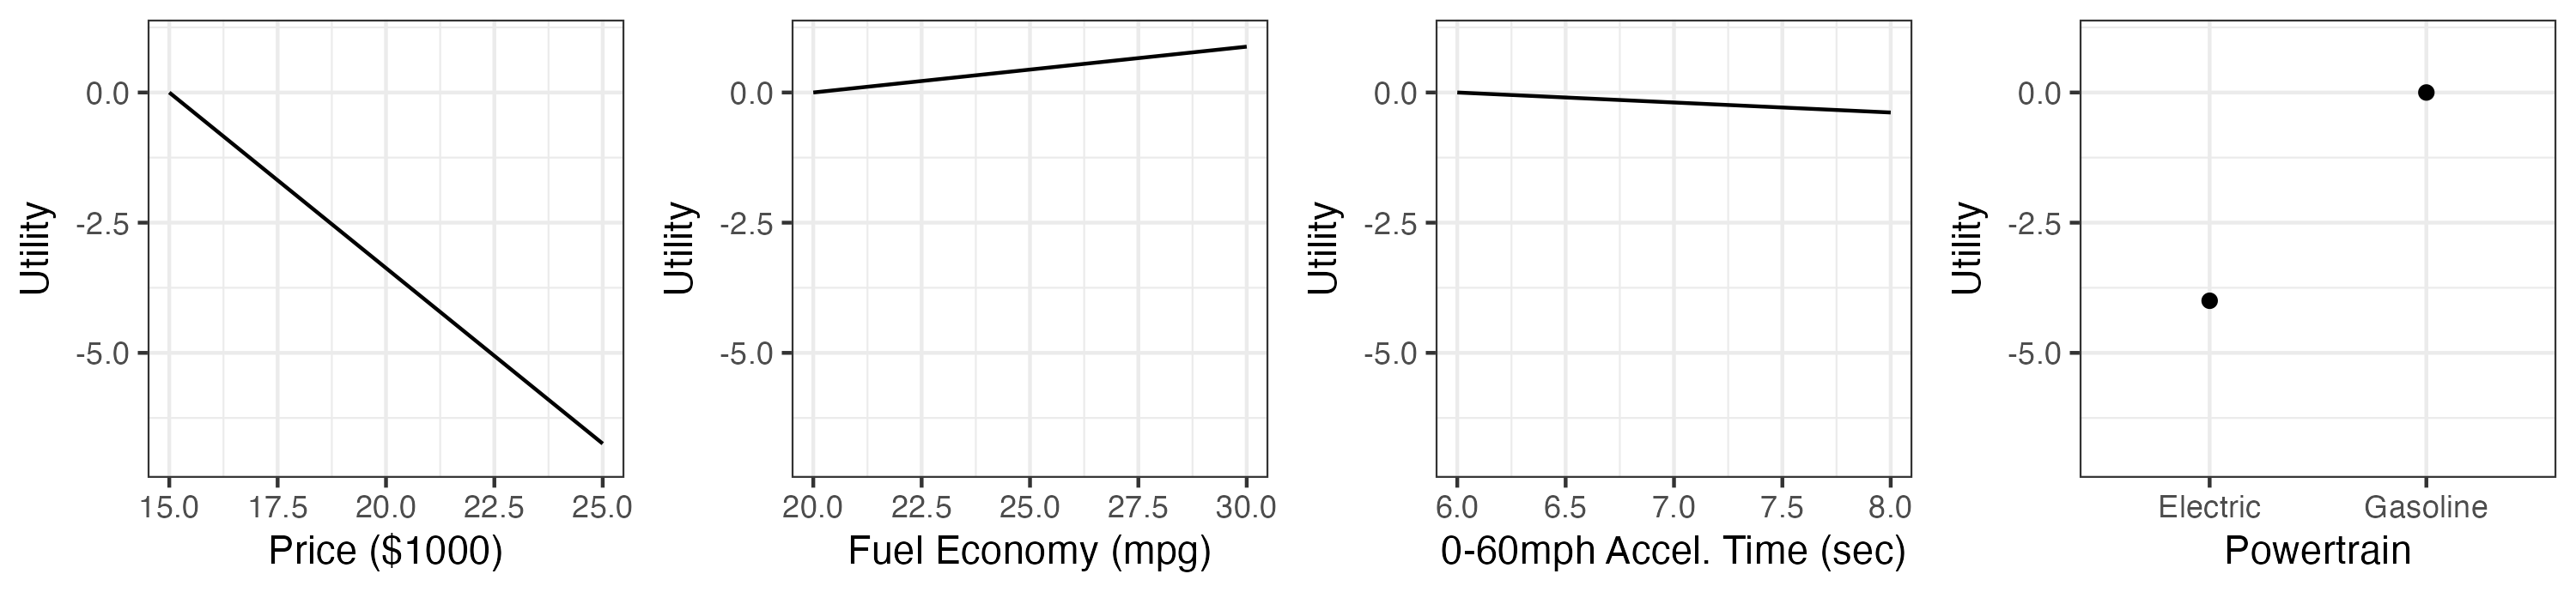 Utility
0.0
-2.5
-5.0
15.0 17.5 20.0 22.5 25.0
Price ($1000)
Utility
0.0
-2.5
-5.0
20.0 22.5 25.0 27.5 30.0
Fuel Economy (mpg)
Utility
0.0
-2.5
-5.0
6.0 6.5 7.0 7.5 8.0
0-60mph Accel. Time (sec)
Utility
0.0
-2.5
-5.0
Electric Gasoline
Powertrain